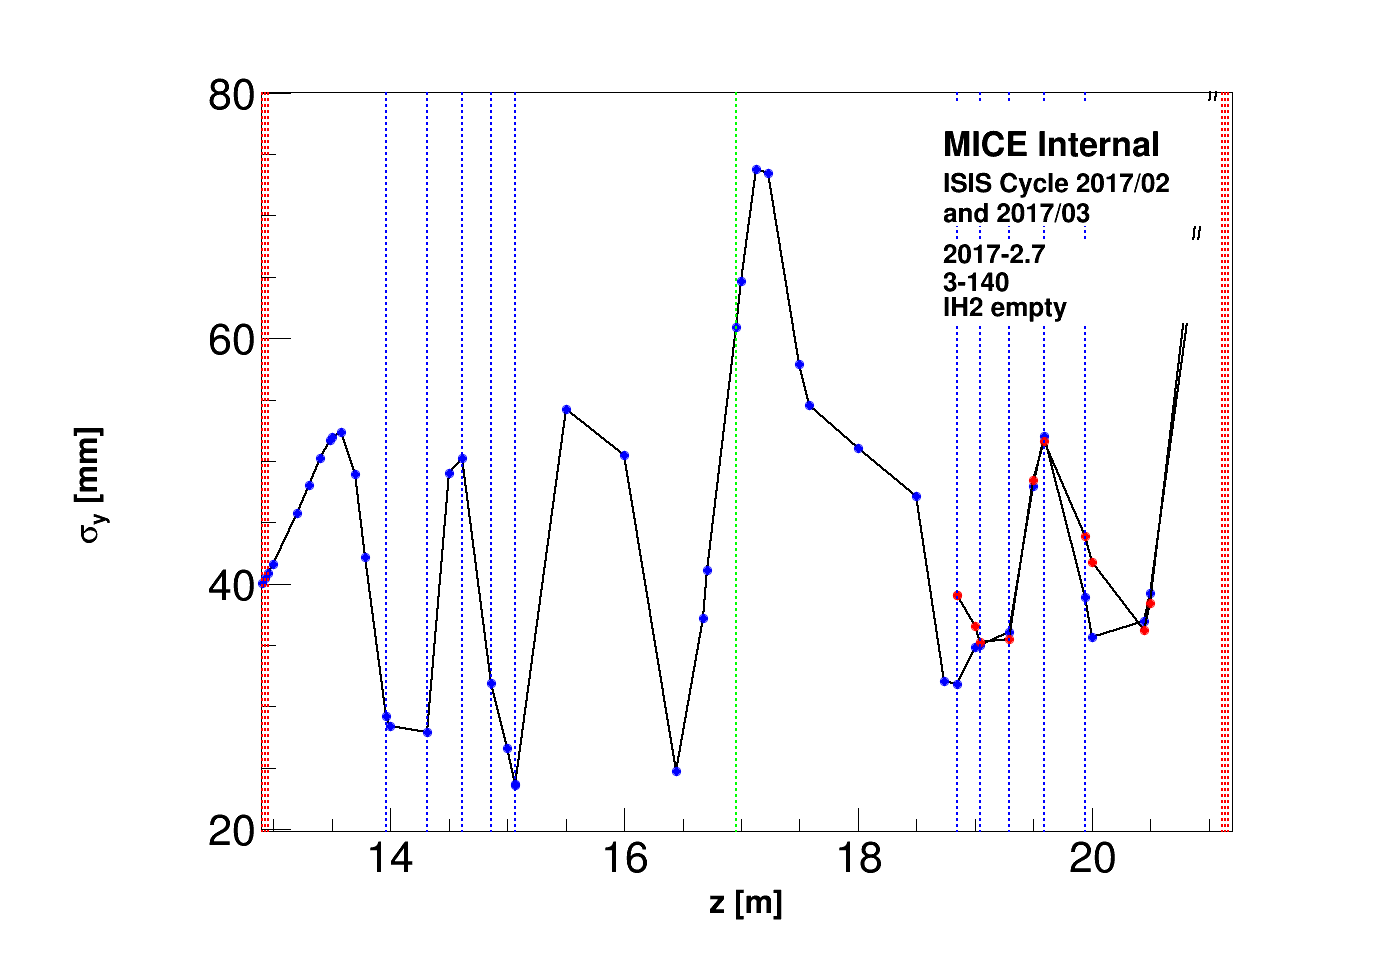 80
60
40
20
14
16
18
20
σy [mm]
z [m]
MICE Internal
ISIS Cycle 2017/02
and 2017/03
2017-2.7
3-140
lH2 empty